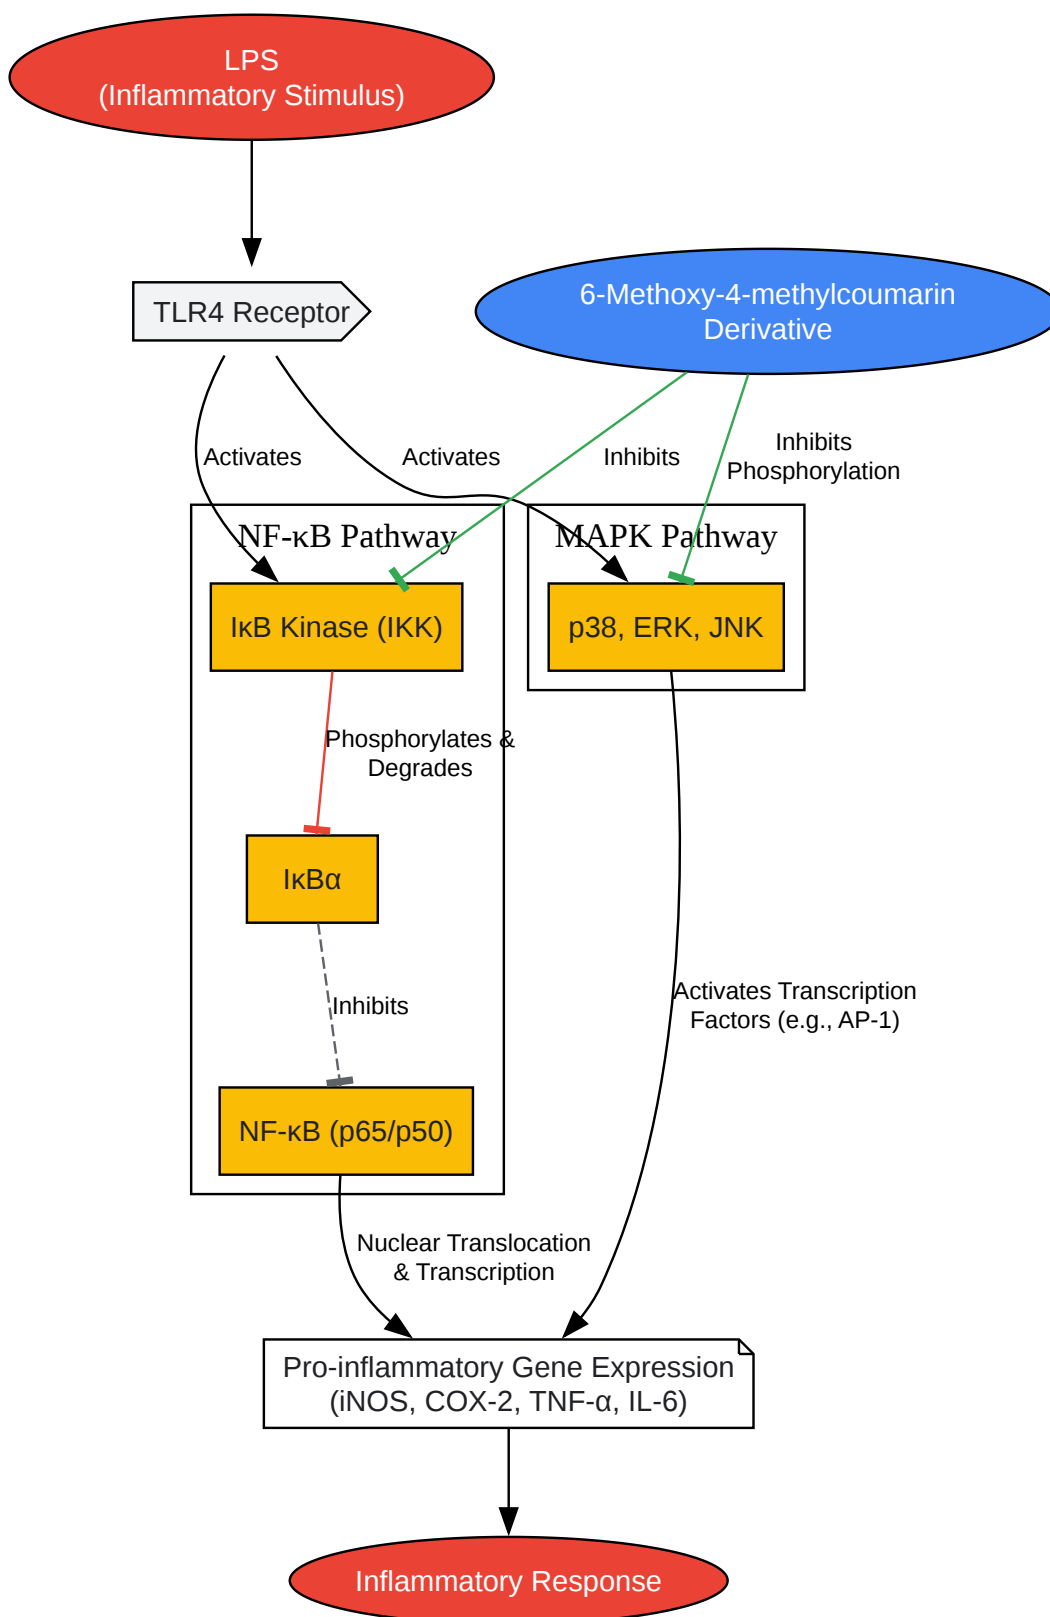 LPS
(Inflammatory Stimulus)
TLR4 Receptor
6-Methoxy-4-methylcoumarin
Derivative
Activates
Activates
Inhibits
Inhibits
Phosphorylation
NF-κB Pathway
MAPK Pathway
IκB Kinase (IKK)
p38, ERK, JNK
Phosphorylates &
Degrades
IκBα
Inhibits
Activates Transcription
Factors (e.g., AP-1)
NF-κB (p65/p50)
Nuclear Translocation
& Transcription
Pro-inflammatory Gene Expression
(iNOS, COX-2, TNF-α, IL-6)
Inflammatory Response